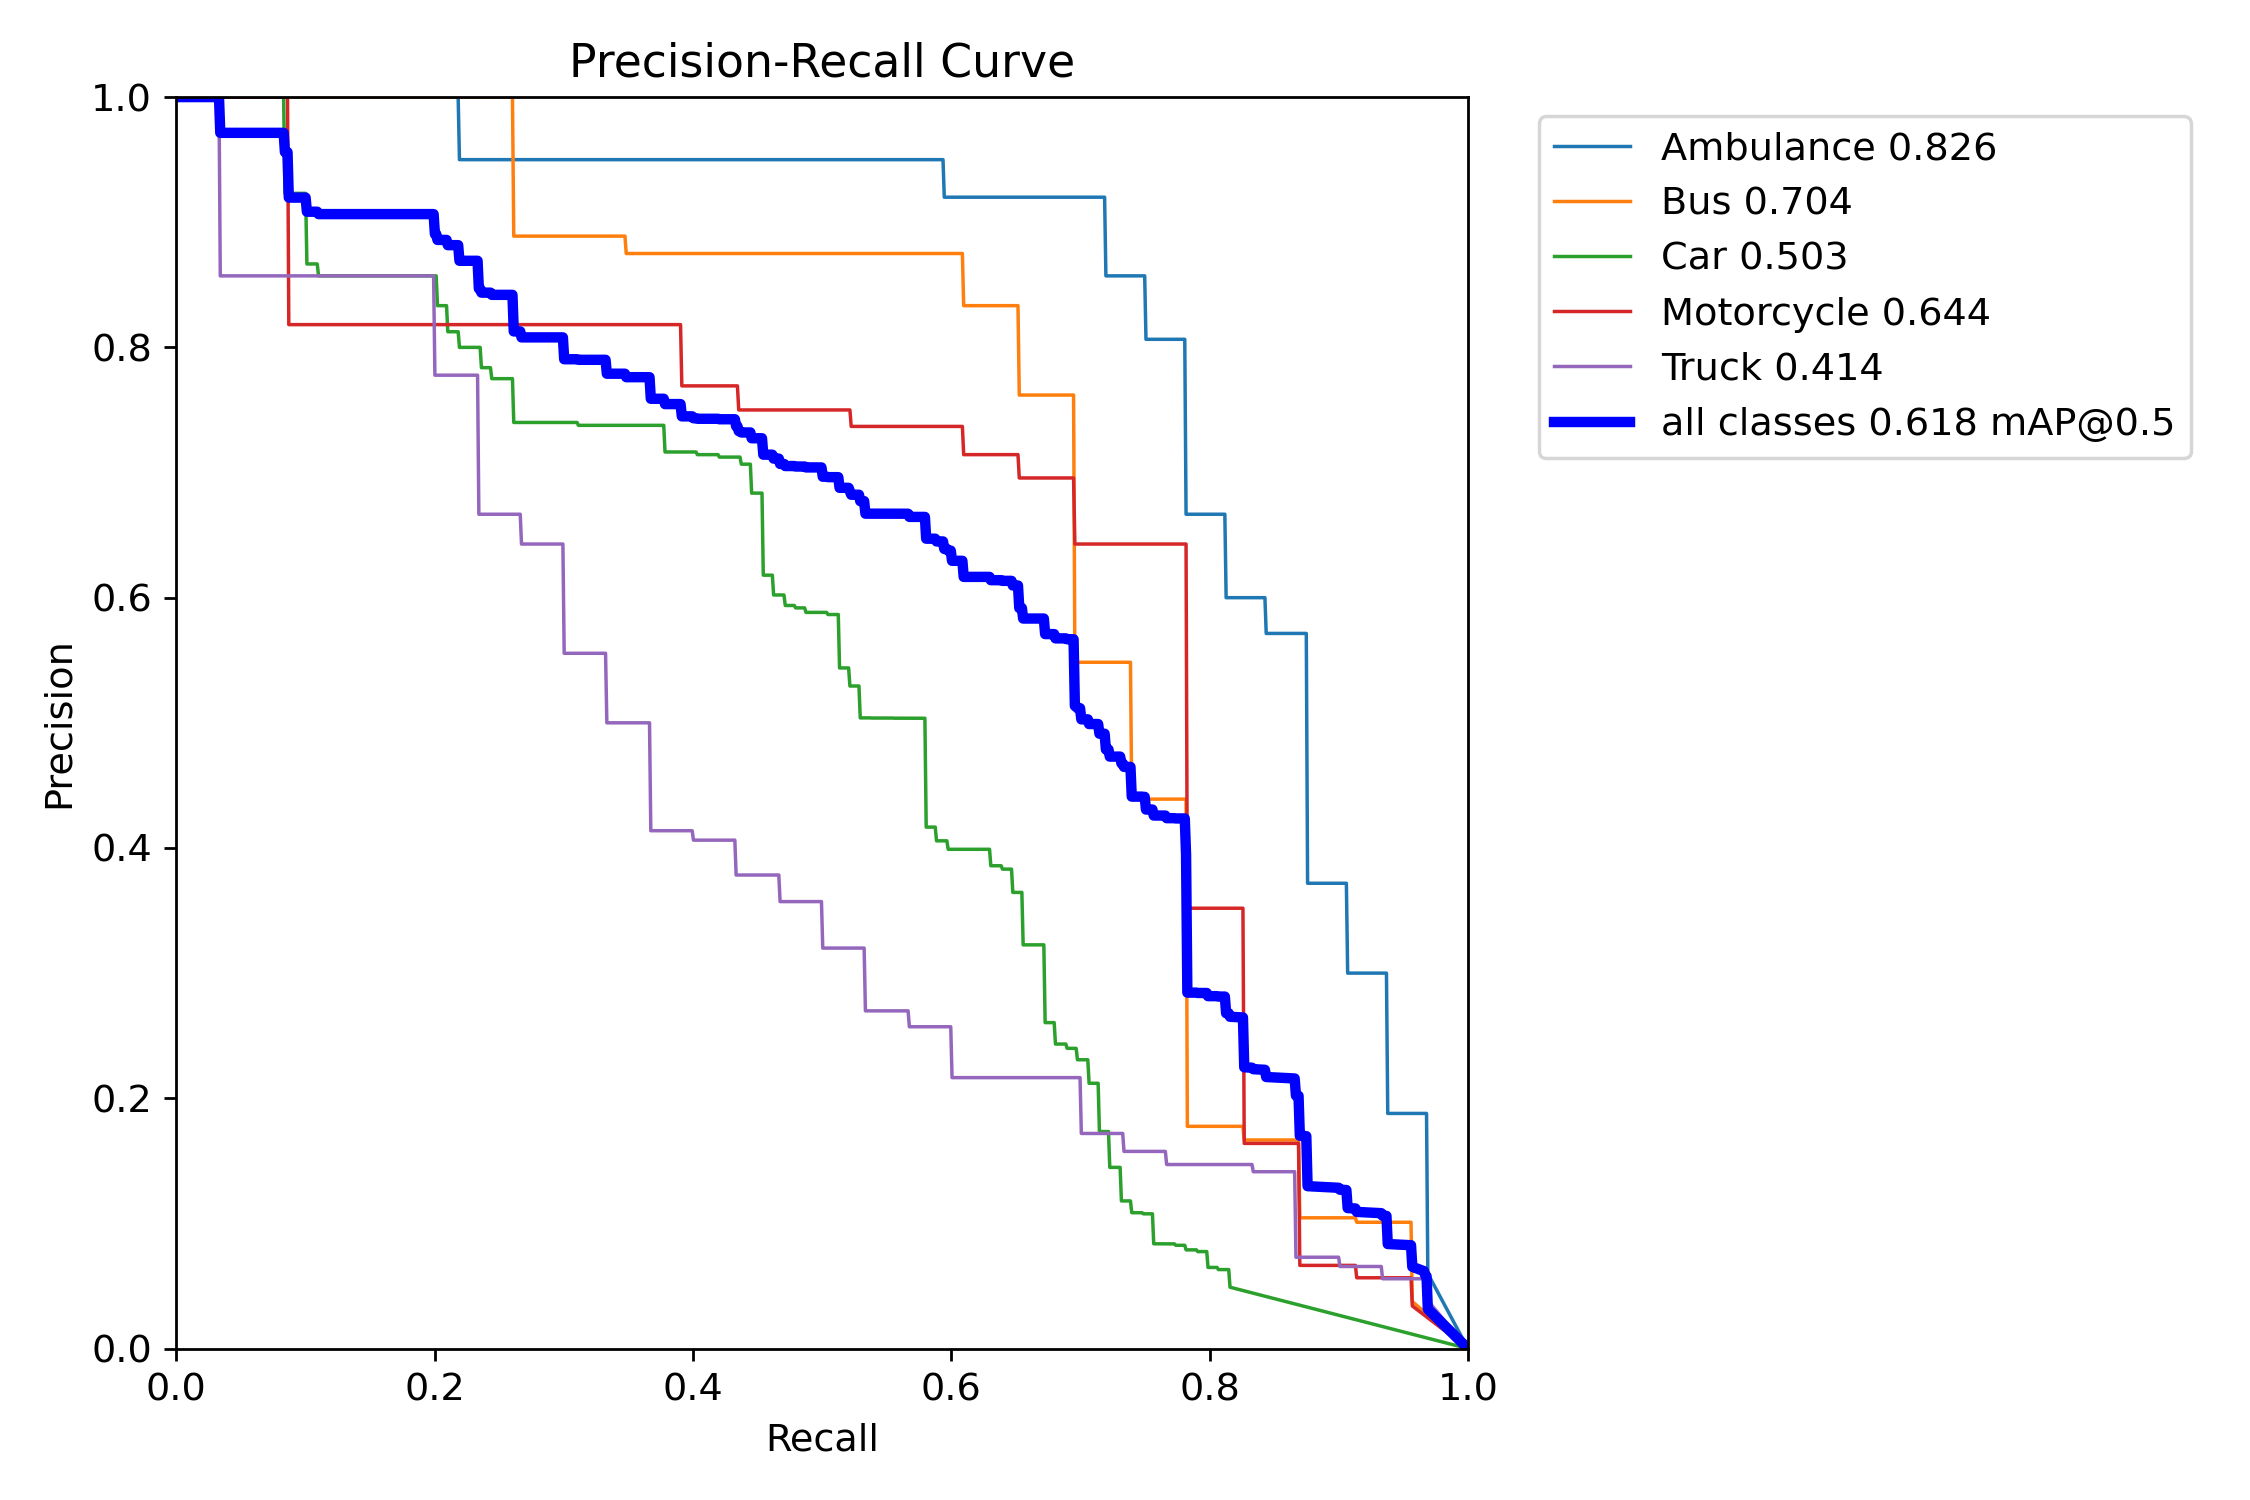 Precision-Recall Curve
1.0
0.8
0.6
0.4
0.2
0.0
Precision
0.0 0.2 0.4 0.6 0.8 1.0
Recall
Ambulance 0.826
Bus 0.704
Car 0.503
Motorcycle 0.644
Truck 0.414
all classes 0.618 mAP@0.5